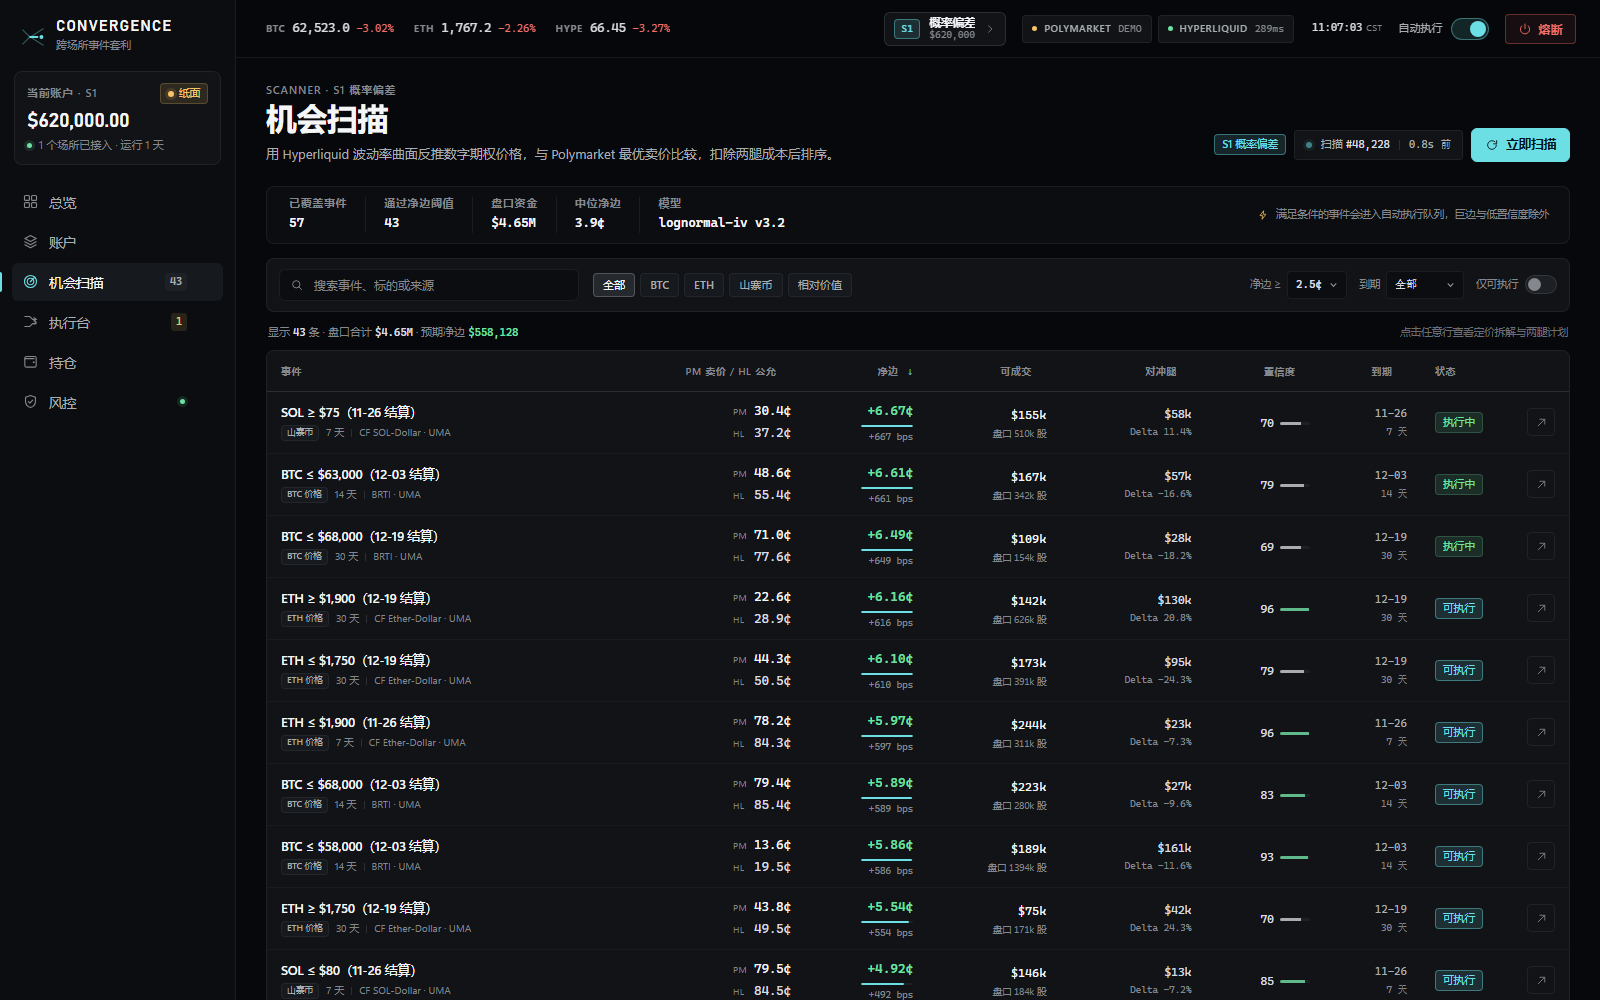 CONVERGENCE
跨场所事件套利
当前账户 · S1
纸面
$620,000.00
1 个场所已接入 · 运行 1 天
总览
账户
机会扫描 43
执行台 1
持仓
风控
BTC 62,523.0 -3.02% ETH 1,767.2 -2.26% HYPE 66.45 -3.27%
S1 概率偏差 $620,000
POLYMARKET DEMO
HYPERLIQUID 289ms
11:07:03 CST
自动执行
熔断
SCANNER · S1 概率偏差
机会扫描
用 Hyperliquid 波动率曲面反推数字期权价格，与 Polymarket 最优卖价比较，扣除两腿成本后排序。
S1 概率偏差
扫描 #48,228 0.8s 前
立即扫描
已覆盖事件 通过净边阈值 盘口资金 中位净边 模型
57 43 $4.65M 3.9¢ lognormal-iv v3.2
满足条件的事件会进入自动执行队列，巨边与低置信度除外
搜索事件、标的或来源
全部 BTC ETH 山寨币 相对价值
净边 ≥ 2.5¢ 到期 全部 仅可执行
显示 43 条 · 盘口合计 $4.65M · 预期净边 $558,128
点击任意行查看定价拆解与两腿计划
事件 PM 卖价 / HL 公允 净边 ↓ 可成交 对冲腿 置信度 到期 状态
SOL ≥ $75（11-26 结算） PM 30.4¢ +6.67¢ $155k $58k 70 11-26 执行中
山寨币 7 天 CF SOL-Dollar · UMA HL 37.2¢ +667 bps 盘口 510k 股 Delta 11.4% 7 天
BTC ≤ $63,000（12-03 结算） PM 48.6¢ +6.61¢ $167k $57k 79 12-03 执行中
BTC 价格 14 天 BRTI · UMA HL 55.4¢ +661 bps 盘口 342k 股 Delta -16.6% 14 天
BTC ≤ $68,000（12-19 结算） PM 71.0¢ +6.49¢ $109k $28k 69 12-19 执行中
BTC 价格 30 天 BRTI · UMA HL 77.6¢ +649 bps 盘口 154k 股 Delta -18.2% 30 天
ETH ≥ $1,900（12-19 结算） PM 22.6¢ +6.16¢ $142k $130k 96 12-19 可执行
ETH 价格 30 天 CF Ether-Dollar · UMA HL 28.9¢ +616 bps 盘口 626k 股 Delta 20.8% 30 天
ETH ≤ $1,750（12-19 结算） PM 44.3¢ +6.10¢ $173k $95k 79 12-19 可执行
ETH 价格 30 天 CF Ether-Dollar · UMA HL 50.5¢ +610 bps 盘口 391k 股 Delta -24.3% 30 天
ETH ≤ $1,900（11-26 结算） PM 78.2¢ +5.97¢ $244k $23k 96 11-26 可执行
ETH 价格 7 天 CF Ether-Dollar · UMA HL 84.3¢ +597 bps 盘口 311k 股 Delta -7.3% 7 天
BTC ≤ $68,000（12-03 结算） PM 79.4¢ +5.89¢ $223k $27k 83 12-03 可执行
BTC 价格 14 天 BRTI · UMA HL 85.4¢ +589 bps 盘口 280k 股 Delta -9.6% 14 天
BTC ≤ $58,000（12-03 结算） PM 13.6¢ +5.86¢ $189k $161k 93 12-03 可执行
BTC 价格 14 天 BRTI · UMA HL 19.5¢ +586 bps 盘口 1394k 股 Delta -11.6% 14 天
ETH ≥ $1,750（12-19 结算） PM 43.8¢ +5.54¢ $75k $42k 70 12-19 可执行
ETH 价格 30 天 CF Ether-Dollar · UMA HL 49.5¢ +554 bps 盘口 171k 股 Delta 24.3% 30 天
SOL ≤ $80（11-26 结算） PM 79.5¢ +4.92¢ $146k $13k 85 11-26 可执行
山寨币 7 天 CF SOL-Dollar · UMA HL 84.5¢ +492 bps 盘口 184k 股 Delta -7.2% 7 天